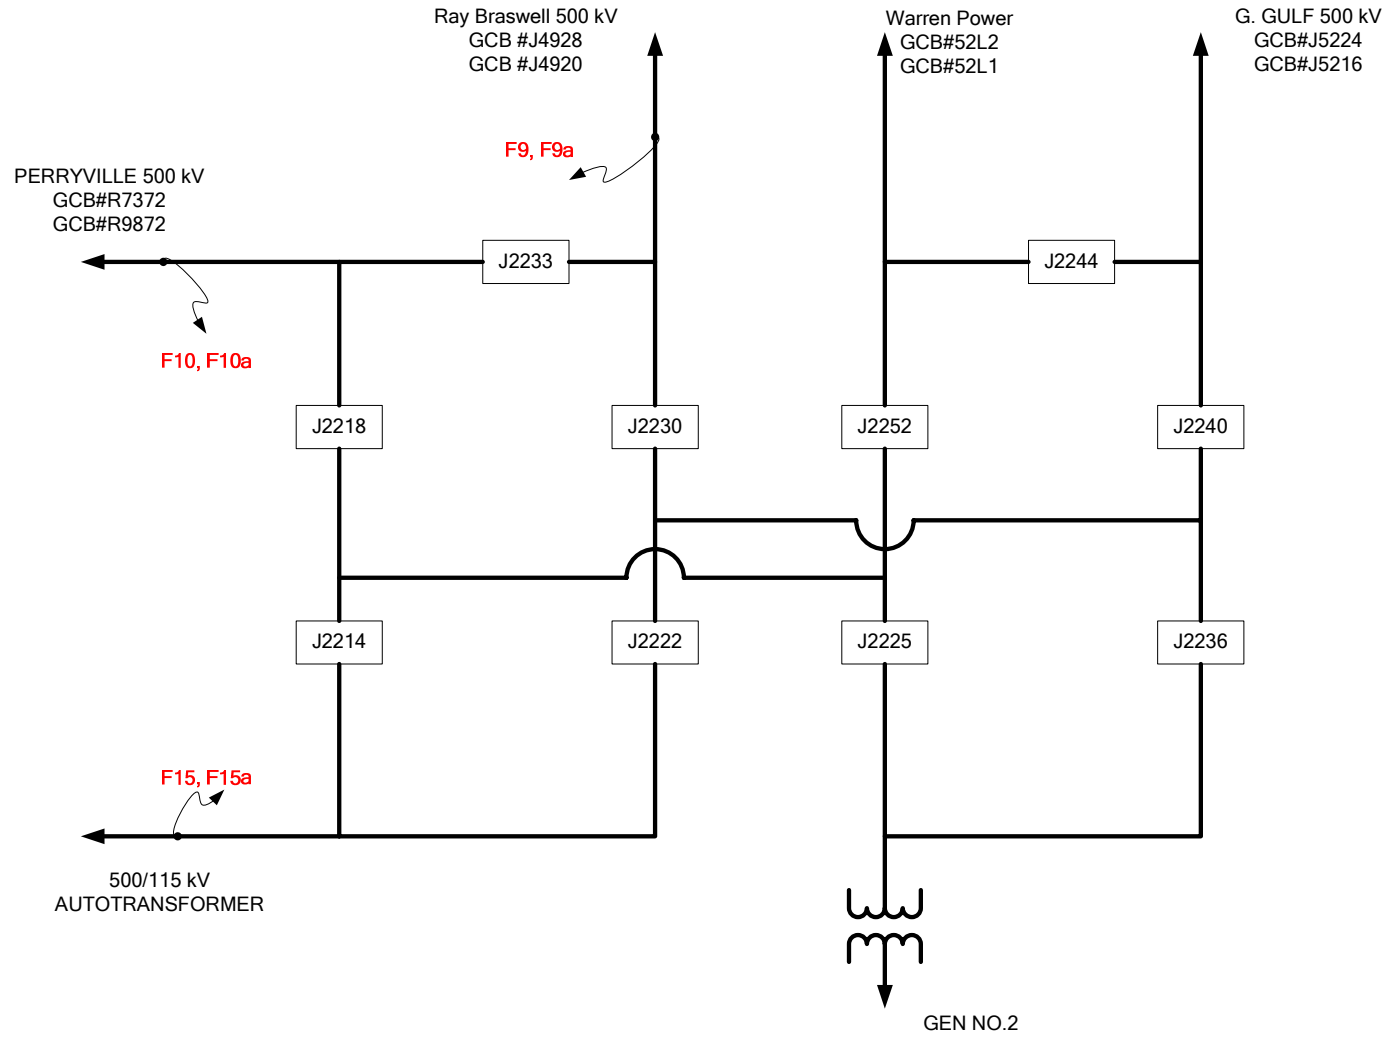 Ray Braswell 500 kV
GCB #J4928
GCB #J4920
Warren Power
GCB#52L2
GCB#52L1
G. GULF 500 kV
GCB#J5224
GCB#J5216
F9, F9a
PERRYVILLE 500 kV
GCB#R7372
GCB#R9872
J2233
J2244
F10, F10a
J2218
J2230
J2252
J2240
J2214
J2222
J2225
J2236
F15, F15a
500/115 kV
AUTOTRANSFORMER
GEN NO.2